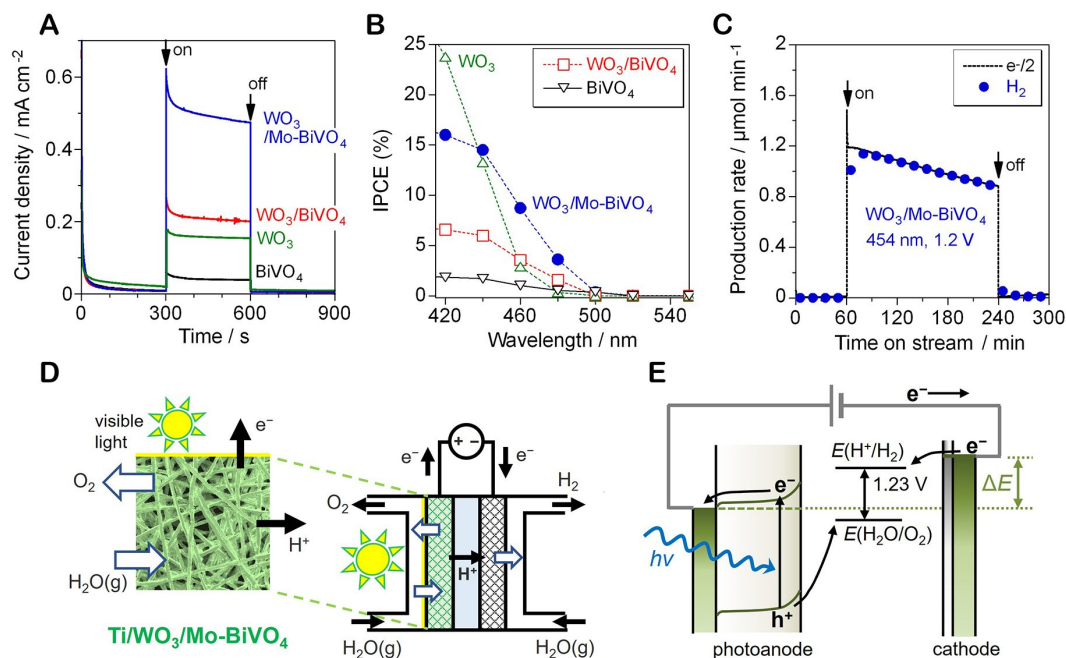 A
on
off
0.6
0.4
0.2
0
WO₃
/Mo-BiVO₄
WO₃/BiVO₄
WO₃
BiVO₄
Current density / mA cm⁻²
0 300 600 900
Time / s
B
25
20
15
10
5
0
WO₃
WO₃/BiVO₄
BiVO₄
WO₃/Mo-BiVO₄
IPCE (%)
420 460 500 540
Wavelength / nm
C
2
1.6
1.2
0.8
0.4
0
e⁻/2
H₂
on
off
WO₃/Mo-BiVO₄
454 nm, 1.2 V
Production rate / μmol min⁻¹
0 60 120 180 240 300
Time on stream / min
D
visible
light
e⁻
O₂
H⁺
H₂O(g)
Ti/WO₃/Mo-BiVO₄
+ −
e⁻
e⁻
O₂
H₂
H⁺
H₂O(g)
H₂O(g)
E
e⁻
E(H⁺/H₂)
e⁻
e⁻
1.23 V
ΔE
E(H₂O/O₂)
hν
h⁺
photoanode
cathode